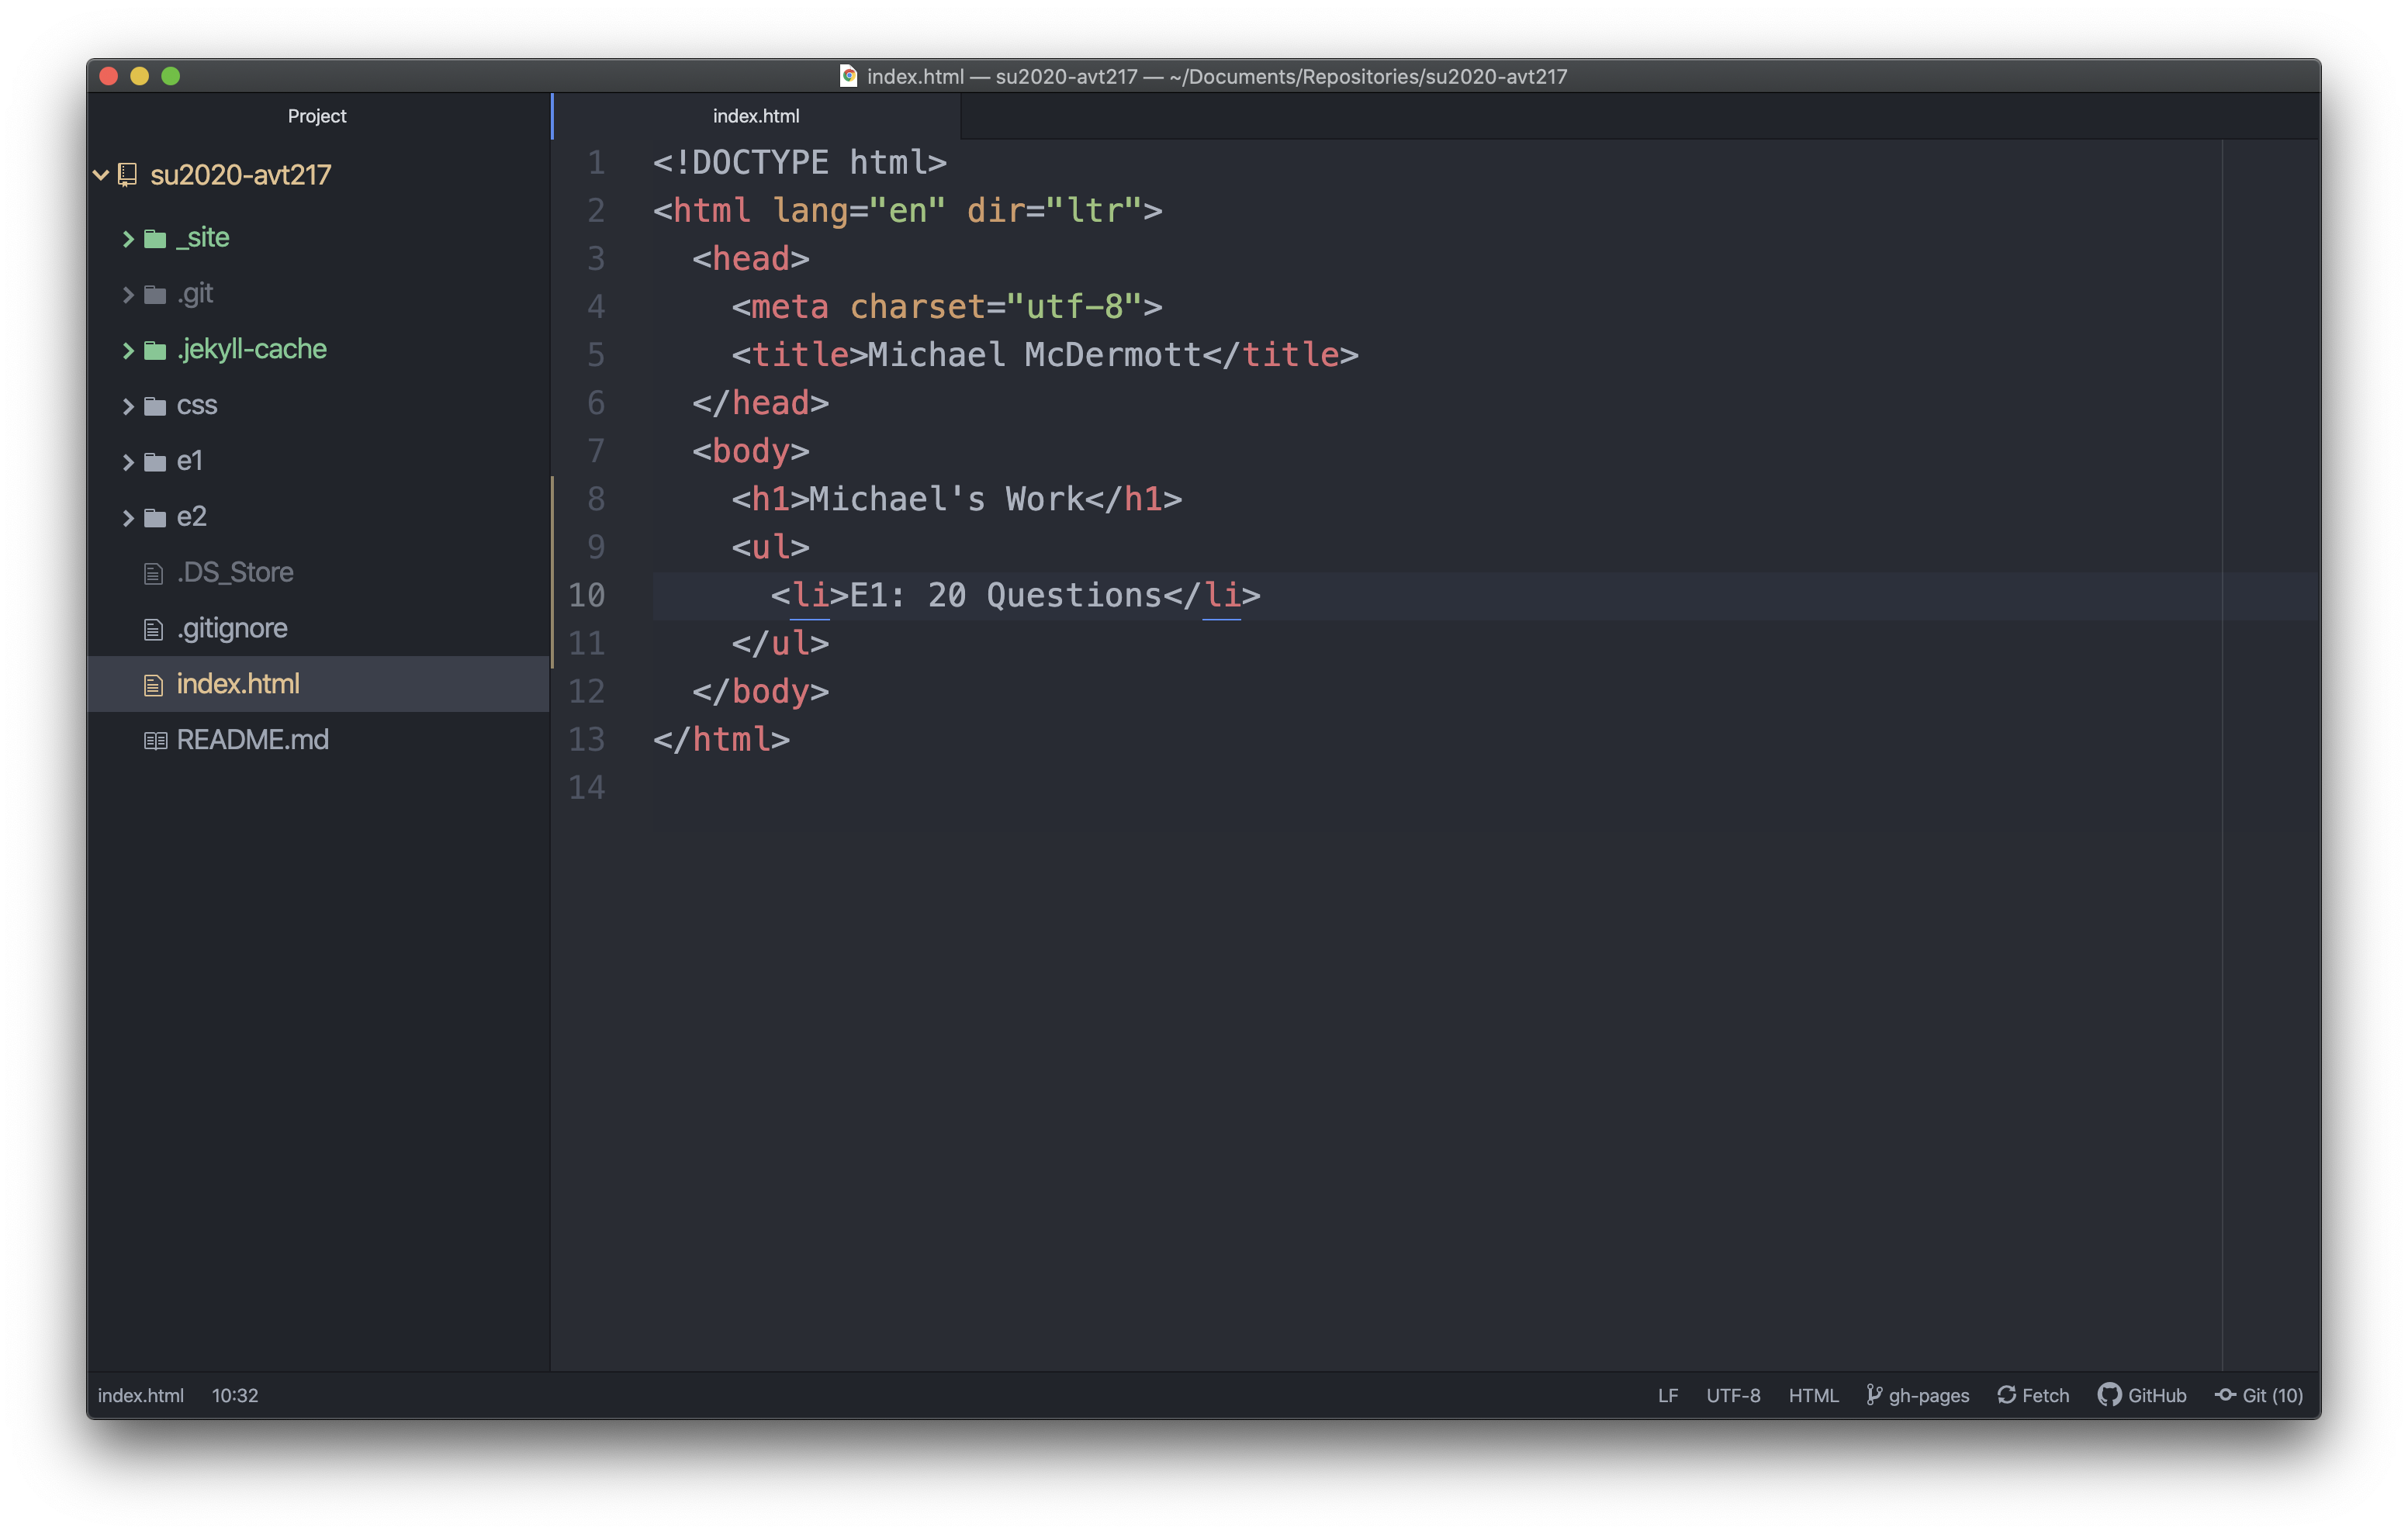 index.html — su2020-avt217 — ~/Documents/Repositories/su2020-avt217
Project
su2020-avt217
_site
.git
.jekyll-cache
css
e1
e2
.DS_Store
.gitignore
index.html
README.md
index.html
1 <!DOCTYPE html>
2 <html lang="en" dir="ltr">
3   <head>
4     <meta charset="utf-8">
5     <title>Michael McDermott</title>
6   </head>
7   <body>
8     <h1>Michael's Work</h1>
9     <ul>
10       <li>E1: 20 Questions</li>
11     </ul>
12   </body>
13 </html>
14
index.html 10:32 LF UTF-8 HTML gh-pages Fetch GitHub Git (10)